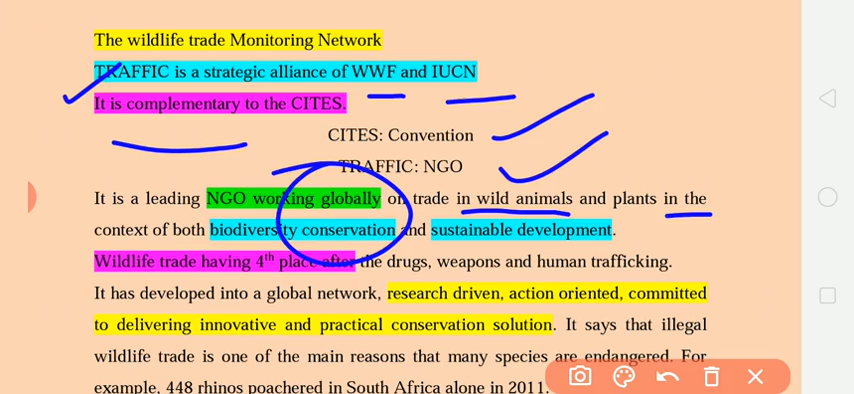 The wildlife trade Monitoring Network
TRAFFIC is a strategic alliance of WWF and IUCN
It is complementary to the CITES.
CITES: Convention
TRAFFIC: NGO
It is a leading NGO working globally on trade in wild animals and plants in the
context of both biodiversity conservation and sustainable development.
Wildlife trade having 4th place after the drugs, weapons and human trafficking.
It has developed into a global network, research driven, action oriented, committed
to delivering innovative and practical conservation solution. It says that illegal
wildlife trade is one of the main reasons that many species are endangered. For
example, 448 rhinos poachered in South Africa alone in 2011.